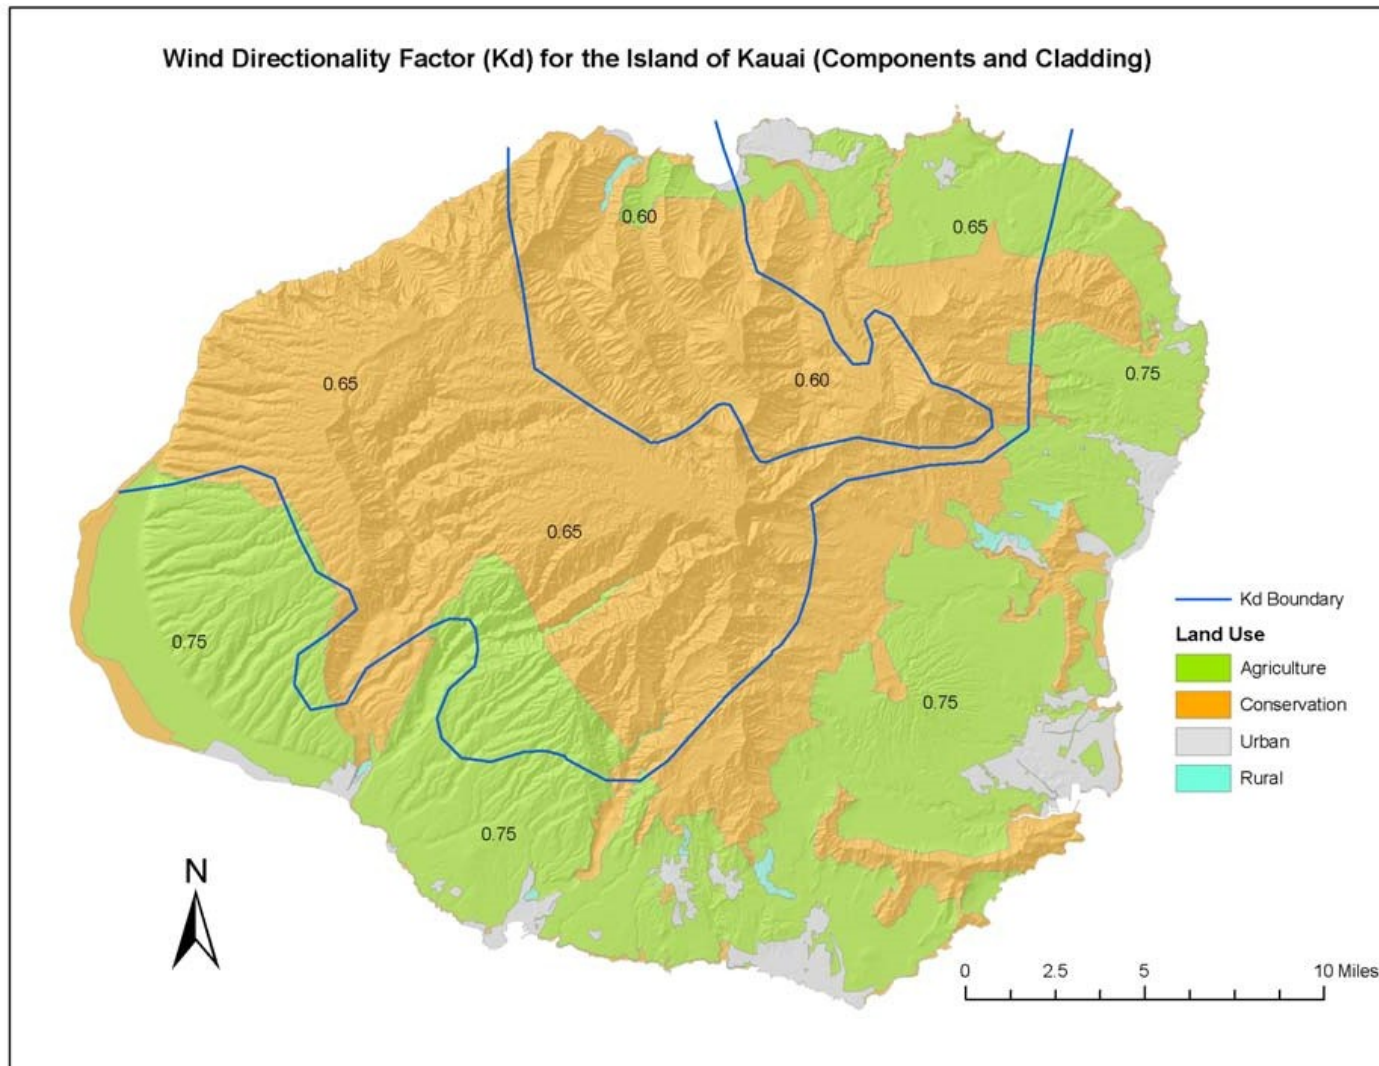 Wind Directionality Factor (Kd) for the Island of Kauai (Components and Cladding)
0.60
0.65
0.65
0.60
0.75
0.65
0.75
0.75
0.75
Kd Boundary
Land Use
Agriculture
Conservation
Urban
Rural
N
0 2.5 5 10 Miles